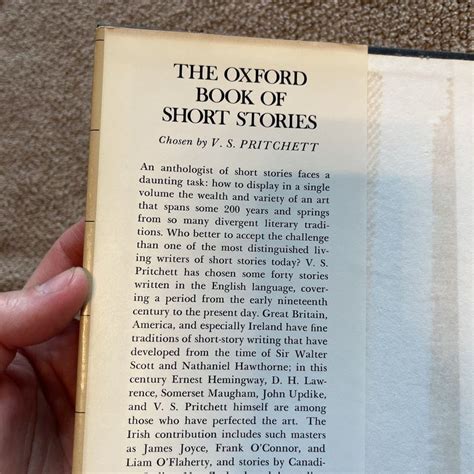 THE OXFORD
BOOK OF
SHORT STORIES
Chosen by V. S. PRITCHETT
An anthologist of short stories faces a
daunting task: how to display in a single
volume the wealth and variety of an art
that spans some 200 years and springs
from so many divergent literary tradi-
tions. Who better to accept the challenge
than one of the most distinguished liv-
ing writers of short stories today? V. S.
Pritchett has chosen some forty stories
written in the English language, cover-
ing a period from the early nineteenth
century to the present day. Great Britain,
America, and especially Ireland have fine
traditions of short-story writing that have
developed from the time of Sir Walter
Scott and Nathaniel Hawthorne; in this
century Ernest Hemingway, D. H. Law-
rence, Somerset Maugham, John Updike,
and V. S. Pritchett himself are among
those who have perfected the art. The
Irish contribution includes such masters
as James Joyce, Frank O'Connor, and
Liam O'Flaherty, and stories by Canadi-